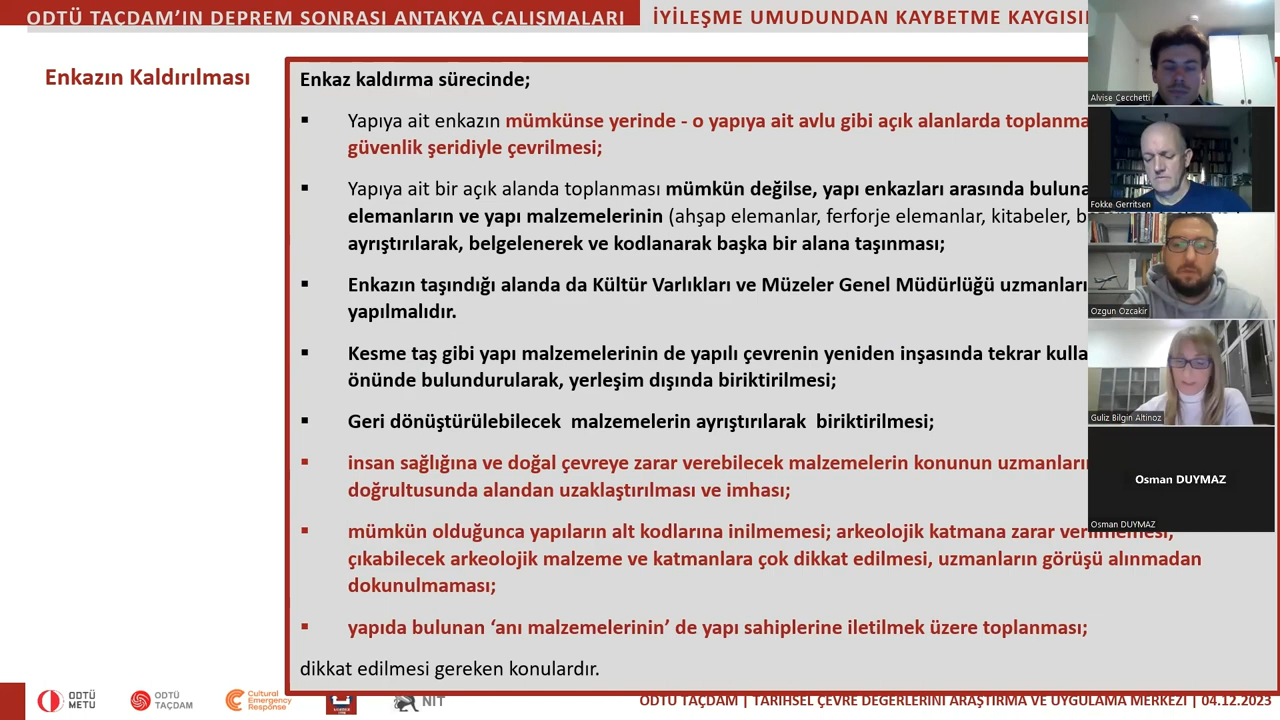 ODTÜ TAÇDAM'IN DEPREM SONRASI ANTAKYA ÇALIŞMALARI
İYİLEŞME UMUDUNDAN KAYBETME
Enkazın Kaldırılması
Enkaz kaldırma sürecinde;
Yapıya ait enkazın mümkünse yerinde - o yapıya ait avlu gibi açık alanlarda
güvenlik şeridiyle çevrilmesi;
Yapıya ait bir açık alanda toplanması mümkün değilse, yapı enkazları arasında
elemanların ve yapı malzemelerinin (ahşap elemanlar, ferforje elemanlar, kitabeler,
ayrıştırılarak, belgelenerek ve kodlanarak başka bir alana taşınması;
Enkazın taşındığı alanda da Kültür Varlıkları ve Müzeler Genel Müdürlüğü
yapılmalıdır.
Kesme taş gibi yapı malzemelerinin de yapılı çevrenin yeniden inşasında tekrar
önünde bulundurularak, yerleşim dışında biriktirilmesi;
Geri dönüştürülebilecek malzemelerin ayrıştırılarak biriktirilmesi;
insan sağlığına ve doğal çevreye zarar verebilecek malzemelerin konunun
doğrultusunda alandan uzaklaştırılması ve imhası;
mümkün olduğunca yapıların alt kodlarına inilmemesi; arkeolojik katmana zarar
çıkabilecek arkeolojik malzeme ve katmanlara çok dikkat edilmesi, uzmanların görüşü alınmadan
dokunulmaması;
yapıda bulunan 'anı malzemelerinin' de yapı sahiplerine iletilmek üzere toplanması;
dikkat edilmesi gereken konulardır.
Alvise Cecchetti
Fokke Gerritsen
Ozgun Ozcakir
Guliz Bilgin Altinoz
Osman DUYMAZ
Osman DUYMAZ
ODTÜ
METU
ODTÜ
TAÇDAM
Cultural
Emergency
Response
NIT
ODTÜ TAÇDAM | TARİHSEL ÇEVRE DEĞERLERİNİ ARAŞTIRMA VE UYGULAMA MERKEZİ | 04.12.2023